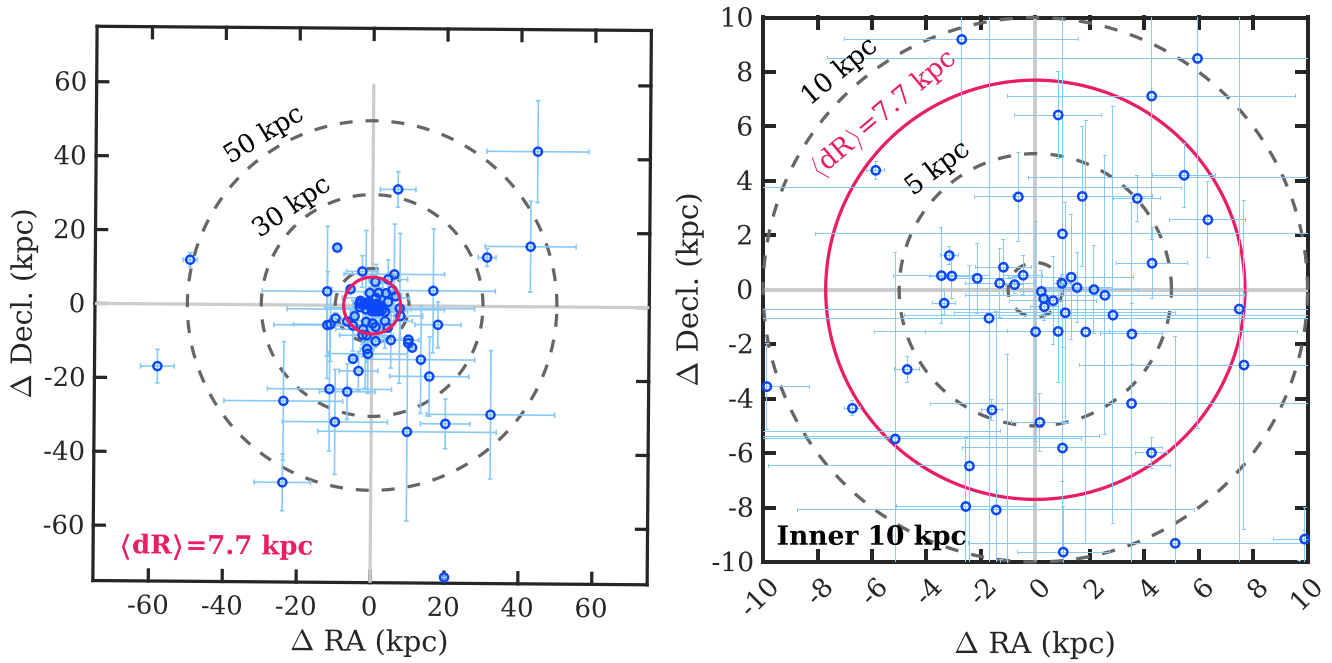 50 kpc
30 kpc
60
40
20
0
-20
-40
-60
Δ Decl. (kpc)
⟨dR⟩=7.7 kpc
-60 -40 -20 0 20 40 60
Δ RA (kpc)
10 kpc
⟨dR⟩=7.7 kpc
5 kpc
10
8
6
4
2
0
-2
-4
-6
-8
-10
Δ Decl. (kpc)
Inner 10 kpc
-10 -8 -6 -4 -2 0 2 4 6 8 10
Δ RA (kpc)